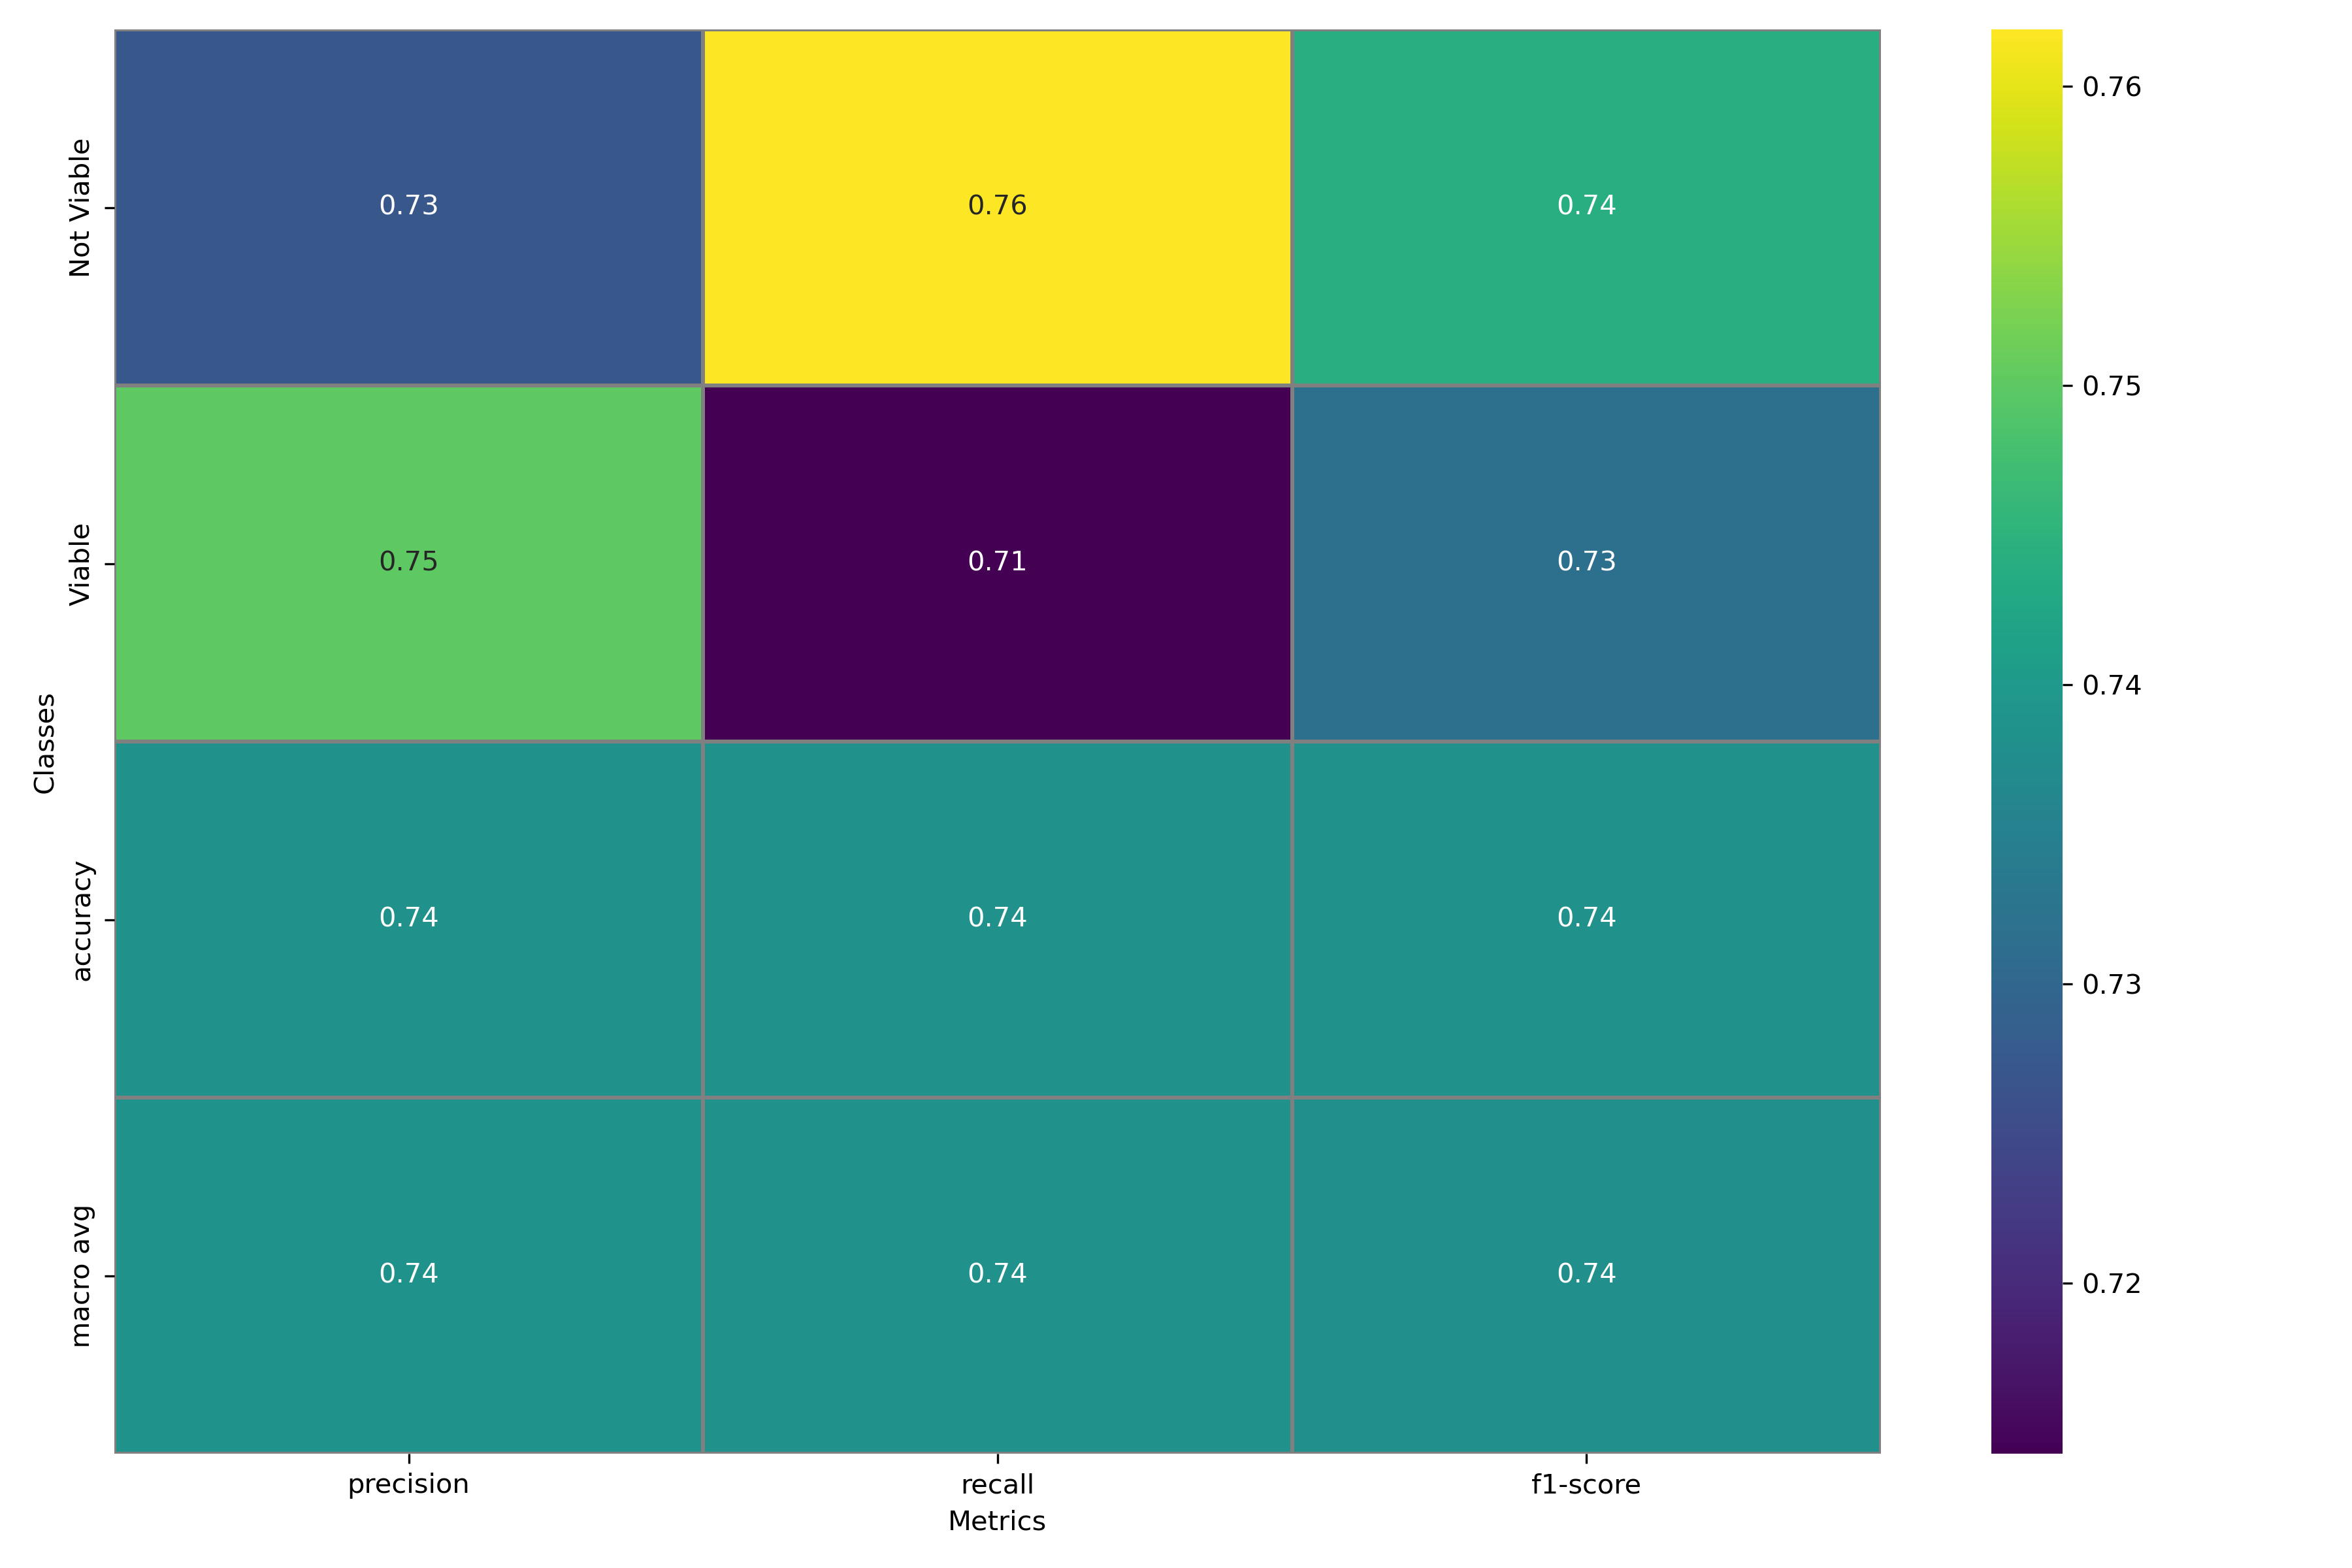 Classes
Not Viable
0.73 0.76 0.74
Viable
0.75 0.71 0.73
accuracy
0.74 0.74 0.74
macro avg
0.74 0.74 0.74
precision recall f1-score
Metrics
0.76
0.75
0.74
0.73
0.72